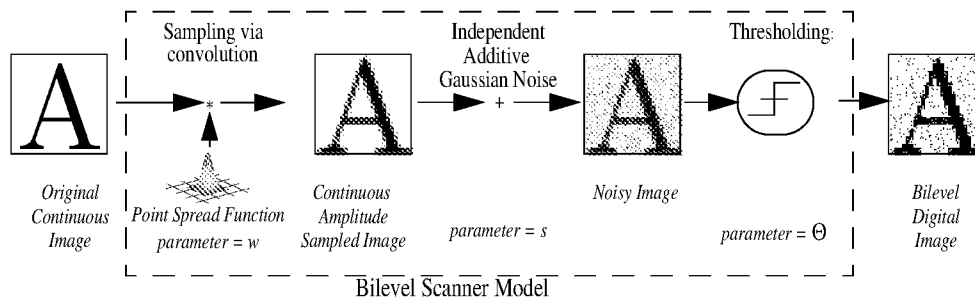 Sampling via
convolution
Independent
Additive
Gaussian Noise
Thresholding:
A
*
A
+
A
A
Original
Continuous
Image
Point Spread Function
parameter = w
Continuous
Amplitude
Sampled Image
parameter = s
Noisy Image
parameter = Θ
Bilevel
Digital
Image
Bilevel Scanner Model